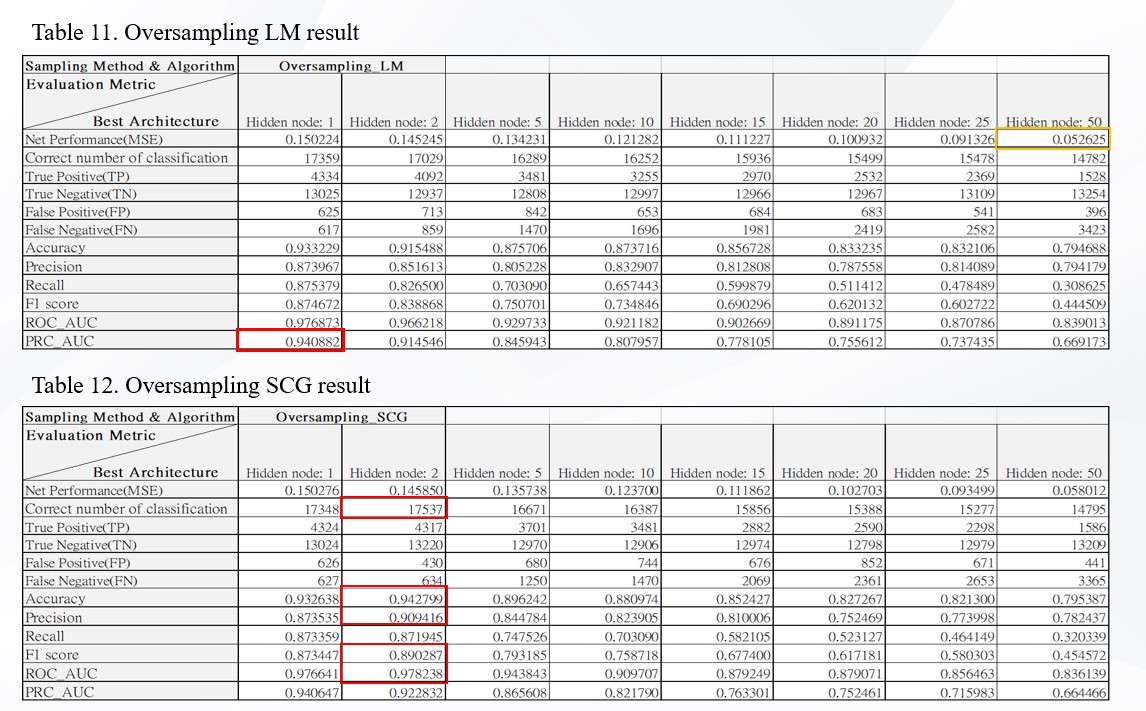 Table 11. Oversampling LM result
Sampling Method & Algorithm Oversampling_LM
Evaluation Metric
Best Architecture Hidden node: 1 Hidden node: 2 Hidden node: 5 Hidden node: 10 Hidden node: 15 Hidden node: 20 Hidden node: 25 Hidden node: 50
Net Performance(MSE) 0.150224 0.145245 0.134231 0.121282 0.111227 0.100932 0.091326 0.052625
Correct number of classification 17359 17029 16289 16252 15936 15499 15478 14782
True Positive(TP) 4334 4092 3481 3255 2970 2532 2369 1528
True Negative(TN) 13025 12937 12808 12997 12966 12967 13109 13254
False Positive(FP) 625 713 842 653 684 683 541 396
False Negative(FN) 617 859 1470 1696 1981 2419 2582 3423
Accuracy 0.933229 0.915488 0.875706 0.873716 0.856728 0.833235 0.832106 0.794688
Precision 0.873967 0.851613 0.805228 0.832907 0.812808 0.787558 0.814089 0.794179
Recall 0.875379 0.826500 0.703090 0.657443 0.599879 0.511412 0.478489 0.308625
F1 score 0.874672 0.838868 0.750701 0.734846 0.690296 0.620132 0.602722 0.444509
ROC_AUC 0.976873 0.966218 0.929733 0.921182 0.902669 0.891175 0.870786 0.839013
PRC_AUC 0.940882 0.914546 0.845943 0.807957 0.778105 0.755612 0.737435 0.669173
Table 12. Oversampling SCG result
Sampling Method & Algorithm Oversampling_SCG
Evaluation Metric
Best Architecture Hidden node: 1 Hidden node: 2 Hidden node: 5 Hidden node: 10 Hidden node: 15 Hidden node: 20 Hidden node: 25 Hidden node: 50
Net Performance(MSE) 0.150276 0.145850 0.135738 0.123700 0.111862 0.102703 0.093499 0.058012
Correct number of classification 17348 17537 16671 16387 15856 15388 15277 14795
True Positive(TP) 4324 4317 3701 3481 2882 2590 2298 1586
True Negative(TN) 13024 13220 12970 12906 12974 12798 12979 13209
False Positive(FP) 626 430 680 744 676 852 671 441
False Negative(FN) 627 634 1250 1470 2069 2361 2653 3365
Accuracy 0.932638 0.942799 0.896242 0.880974 0.852427 0.827267 0.821300 0.795387
Precision 0.873535 0.909416 0.844784 0.823905 0.810006 0.752469 0.773998 0.782437
Recall 0.873359 0.871945 0.747526 0.703090 0.582105 0.523127 0.464149 0.320339
F1 score 0.873447 0.890287 0.793185 0.758718 0.677400 0.617181 0.580303 0.454572
ROC_AUC 0.976641 0.978238 0.943843 0.909707 0.879249 0.879071 0.856463 0.836139
PRC_AUC 0.940647 0.922832 0.865608 0.821790 0.763301 0.752461 0.715983 0.664466